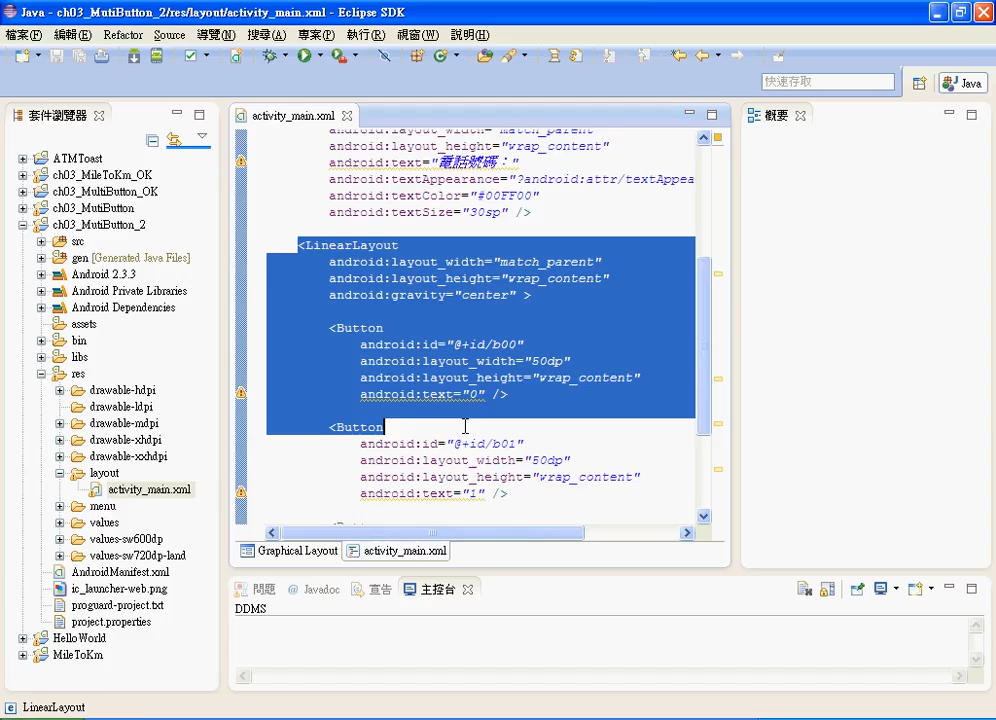 Java - ch03_MutiButton_2/res/layout/activity_main.xml - Eclipse SDK
檔案(F) 編輯(E) Refactor Source 導覽(N) 搜尋(A) 專案(P) 執行(R) 視窗(W) 說明(H)
快速存取 Java
套件瀏覽器
ATMToast
ch03_MileToKm_OK
ch03_MultiButton_OK
ch03_MutiButton
ch03_MutiButton_2
src
gen [Generated Java Files]
Android 2.3.3
Android Private Libraries
Android Dependencies
assets
bin
libs
res
drawable-hdpi
drawable-ldpi
drawable-mdpi
drawable-xhdpi
drawable-xxhdpi
layout
activity_main.xml
menu
values
values-sw600dp
values-sw720dp-land
AndroidManifest.xml
ic_launcher-web.png
proguard-project.txt
project.properties
HelloWorld
MileToKm
activity_main.xml
android:layout_width="match_parent"
android:layout_height="wrap_content"
android:text="電話號碼："
android:textAppearance="?android:attr/textAppea
android:textColor="#00FF00"
android:textSize="30sp" />
<LinearLayout
android:layout_width="match_parent"
android:layout_height="wrap_content"
android:gravity="center" >
<Button
android:id="@+id/b00"
android:layout_width="50dp"
android:layout_height="wrap_content"
android:text="0" />
<Button
android:id="@+id/b01"
android:layout_width="50dp"
android:layout_height="wrap_content"
android:text="1" />
Graphical Layout activity_main.xml
概要
問題 @ Javadoc 宣告 主控台
DDMS
LinearLayout